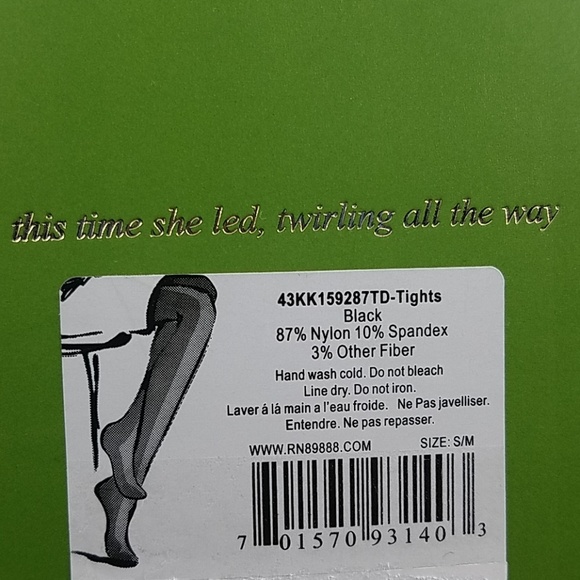 this time she led, twirling all the way
43KK159287TD-Tights
Black
87% Nylon 10% Spandex
3% Other Fiber
Hand wash cold. Do not bleach
Line dry. Do not iron.
Laver á là main a l'eau froide. Ne Pas javelliser.
Entendre. Ne pas repasser.
WWW.RN89888.COM SIZE: S/M
7 01570 93140 3